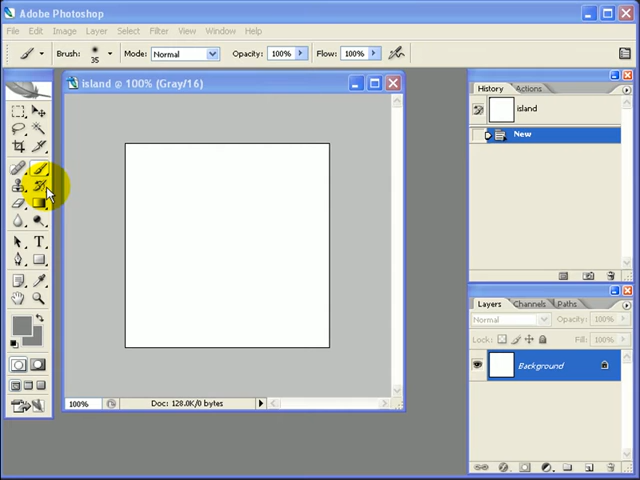 Adobe Photoshop
File Edit Image Layer Select Filter View Window Help
Brush: 35 Mode: Normal Opacity: 100% Flow: 100%
island @ 100% (Gray/16)
History Actions
island
New
T
Layers Channels Paths
Normal Opacity: 100%
Lock: Fill: 100%
Background
100% Doc: 128.0K/0 bytes